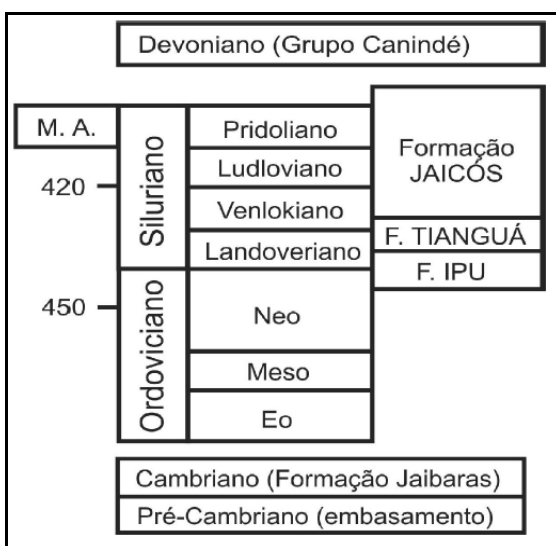 Devoniano (Grupo Canindé)
M. A.
420
450
Siluriano
Ordoviciano
Pridoliano
Ludloviano
Venlokiano
Landoveriano
Neo
Meso
Eo
Formação
JAICÓS
F. TIANGUÁ
F. IPU
Cambriano (Formação Jaibaras)
Pré-Cambriano (embasamento)